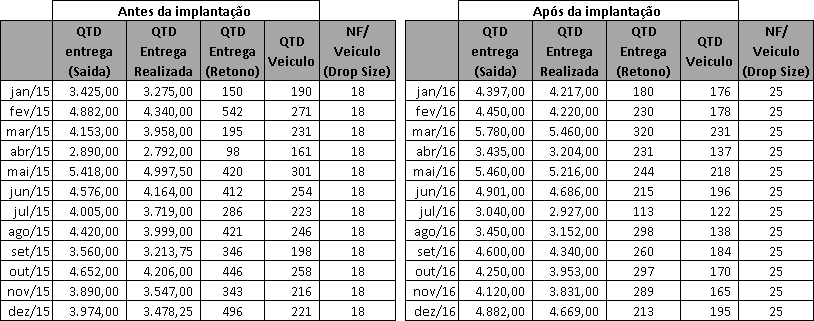 Antes da implantação Após da implantação
QTD entrega (Saida) QTD Entrega Realizada QTD Entrega (Retono) QTD Veiculo NF/ Veiculo (Drop Size) QTD entrega (Saida) QTD Entrega Realizada QTD Entrega (Retono) QTD Veiculo NF/ Veiculo (Drop Size)
jan/15 3.425,00 3.275,00 150 190 18 jan/16 4.397,00 4.217,00 180 176 25
fev/15 4.882,00 4.340,00 542 271 18 fev/16 4.450,00 4.220,00 230 178 25
mar/15 4.153,00 3.958,00 195 231 18 mar/16 5.780,00 5.460,00 320 231 25
abr/15 2.890,00 2.792,00 98 161 18 abr/16 3.435,00 3.204,00 231 137 25
mai/15 5.418,00 4.997,50 420 301 18 mai/16 5.460,00 5.216,00 244 218 25
jun/15 4.576,00 4.164,00 412 254 18 jun/16 4.901,00 4.686,00 215 196 25
jul/15 4.005,00 3.719,00 286 223 18 jul/16 3.040,00 2.927,00 113 122 25
ago/15 4.420,00 3.999,00 421 246 18 ago/16 3.450,00 3.152,00 298 138 25
set/15 3.560,00 3.213,75 346 198 18 set/16 4.600,00 4.340,00 260 184 25
out/15 4.652,00 4.206,00 446 258 18 out/16 4.250,00 3.953,00 297 170 25
nov/15 3.890,00 3.547,00 343 216 18 nov/16 4.120,00 3.831,00 289 165 25
dez/15 3.974,00 3.478,25 496 221 18 dez/16 4.882,00 4.669,00 213 195 25